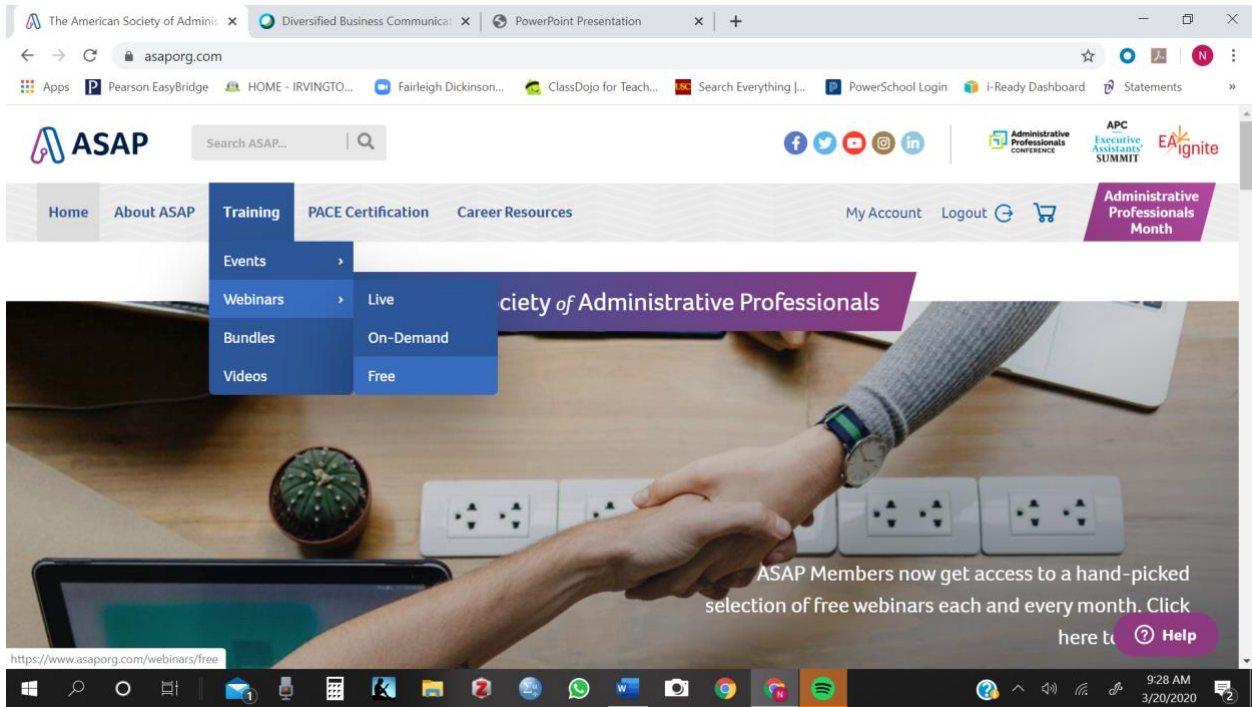 The American Society of Adminis
Diversified Business Communicat
PowerPoint Presentation
asaporg.com
N
Apps
Pearson EasyBridge
HOME - IRVINGTO...
Fairleigh Dickinson...
ClassDojo for Teach...
USC Search Everything |...
PowerSchool Login
i-Ready Dashboard
Statements
»
ASAP
Search ASAP...
Administrative
Professionals
CONFERENCE
APC
Executive
Assistants'
SUMMIT
EAignite
Home
About ASAP
Training
PACE Certification
Career Resources
My Account
Logout
Administrative
Professionals
Month
Events
Webinars
Bundles
Videos
Live
On-Demand
Free
ciety of Administrative Professionals
ASAP Members now get access to a hand-picked
selection of free webinars each and every month. Click
here to
Help
https://www.asaporg.com/webinars/free
1
9:28 AM
3/20/2020
2